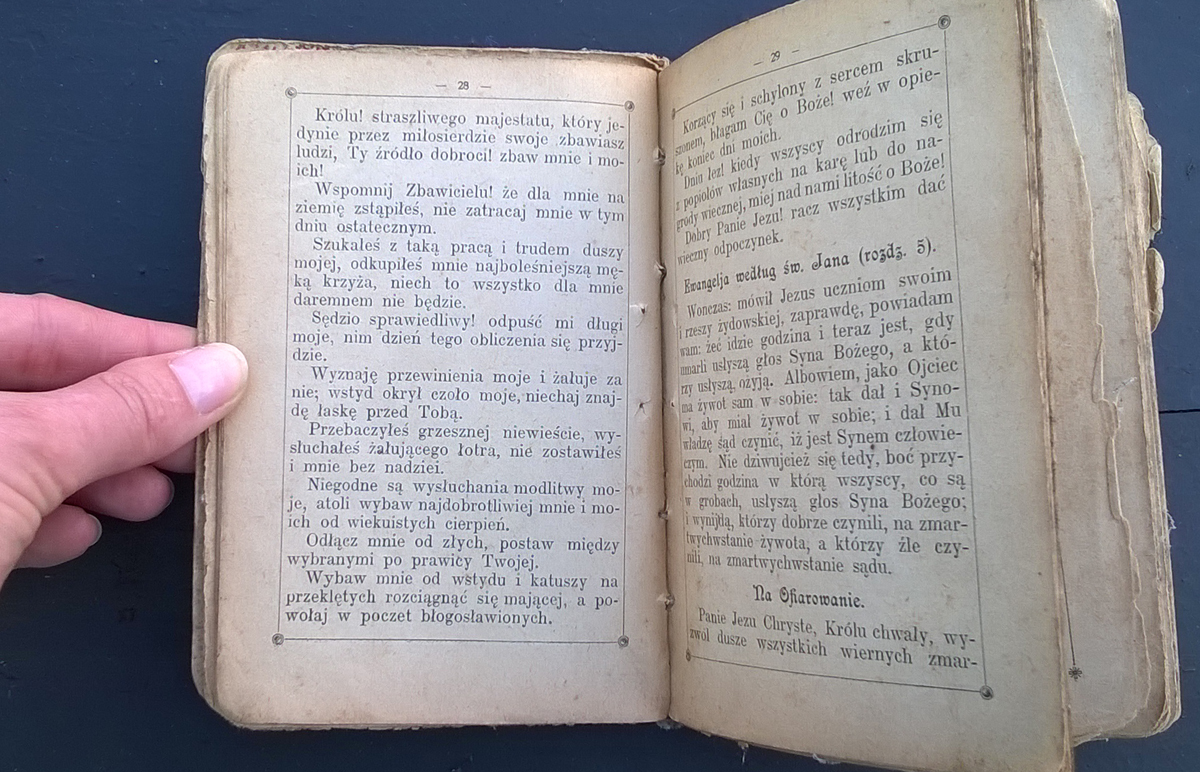 — 28 —
Królu! straszliwego majestatu, który je-
dynie przez miłosierdzie swoje zbawiasz
ludzi, Ty źródło dobroci! zbaw mnie i mo-
ich!
Wspomnij Zbawicielu! że dla mnie na
ziemię zstąpiłeś, nie zatracaj mnie w tym
dniu ostatecznym.
Szukałeś z taką pracą i trudem duszy
mojej, odkupiłeś mnie najboleśniejszą mę-
ką krzyża, niech to wszystko dla mnie
daremnem nie będzie.
Sędzio sprawiedliwy! odpuść mi długi
moje, nim dzień tego obliczenia się przyj-
dzie.
Wyznaję przewinienia moje i żałuje za
nie; wstyd okrył czoło moje, niechaj znaj-
dę łaskę przed Tobą.
Przebaczyłeś grzesznej niewieście, wy-
słuchałeś żałującego łotra, nie zostawiłeś
i mnie bez nadziei.
Niegodne są wysłuchania modlitwy mo-
je, atoli wybaw najdobrotliwiej mnie i mo-
ich od wiekuistych cierpień.
Odłącz mnie od złych, postaw między
wybranymi po prawicy Twojej.
Wybaw mnie od wstydu i katuszy na
przeklętych rozciągnąć się mającej, a po-
wołaj w poczet błogosławionych.
— 29 —
Korzący się i schylony z sercem skru-
szonem, błagam Cię o Boże! weź w opie-
kę koniec dni moich.
Dniu łez! kiedy wszyscy odrodzim się
z popiołów własnych na karę lub do na-
grody wiecznej, miej nad nami litość o Boże!
Dobry Panie Jezu! racz wszystkim dać
wieczny odpoczynek.
Ewangelja według św. Jana (rozdz. 5).
Wonczas: mówił Jezus uczniom swoim
i rzeszy żydowskiej, zaprawdę, powiadam
wam: żeć idzie godzina i teraz jest, gdy
umarli usłyszą głos Syna Bożego, a któ-
rzy usłyszą, ożyją. Albowiem, jako Ojciec
ma żywot sam w sobie: tak dał i Syno-
wi, aby miał żywot w sobie; i dał Mu
władzę sąd czynić, iż jest Synem człowie-
czym. Nie dziwujcież się tedy, boć przy-
chodzi godzina w którą wszyscy, co są
w grobach, usłyszą głos Syna Bożego;
i wynijdą, którzy dobrze czynili, na zmar-
twychwstanie żywota; a którzy źle czy-
nili, na zmartwychwstanie sądu.
Na Ofiarowanie.
Panie Jezu Chryste, Królu chwały, wy-
zwól dusze wszystkich wiernych zmar-